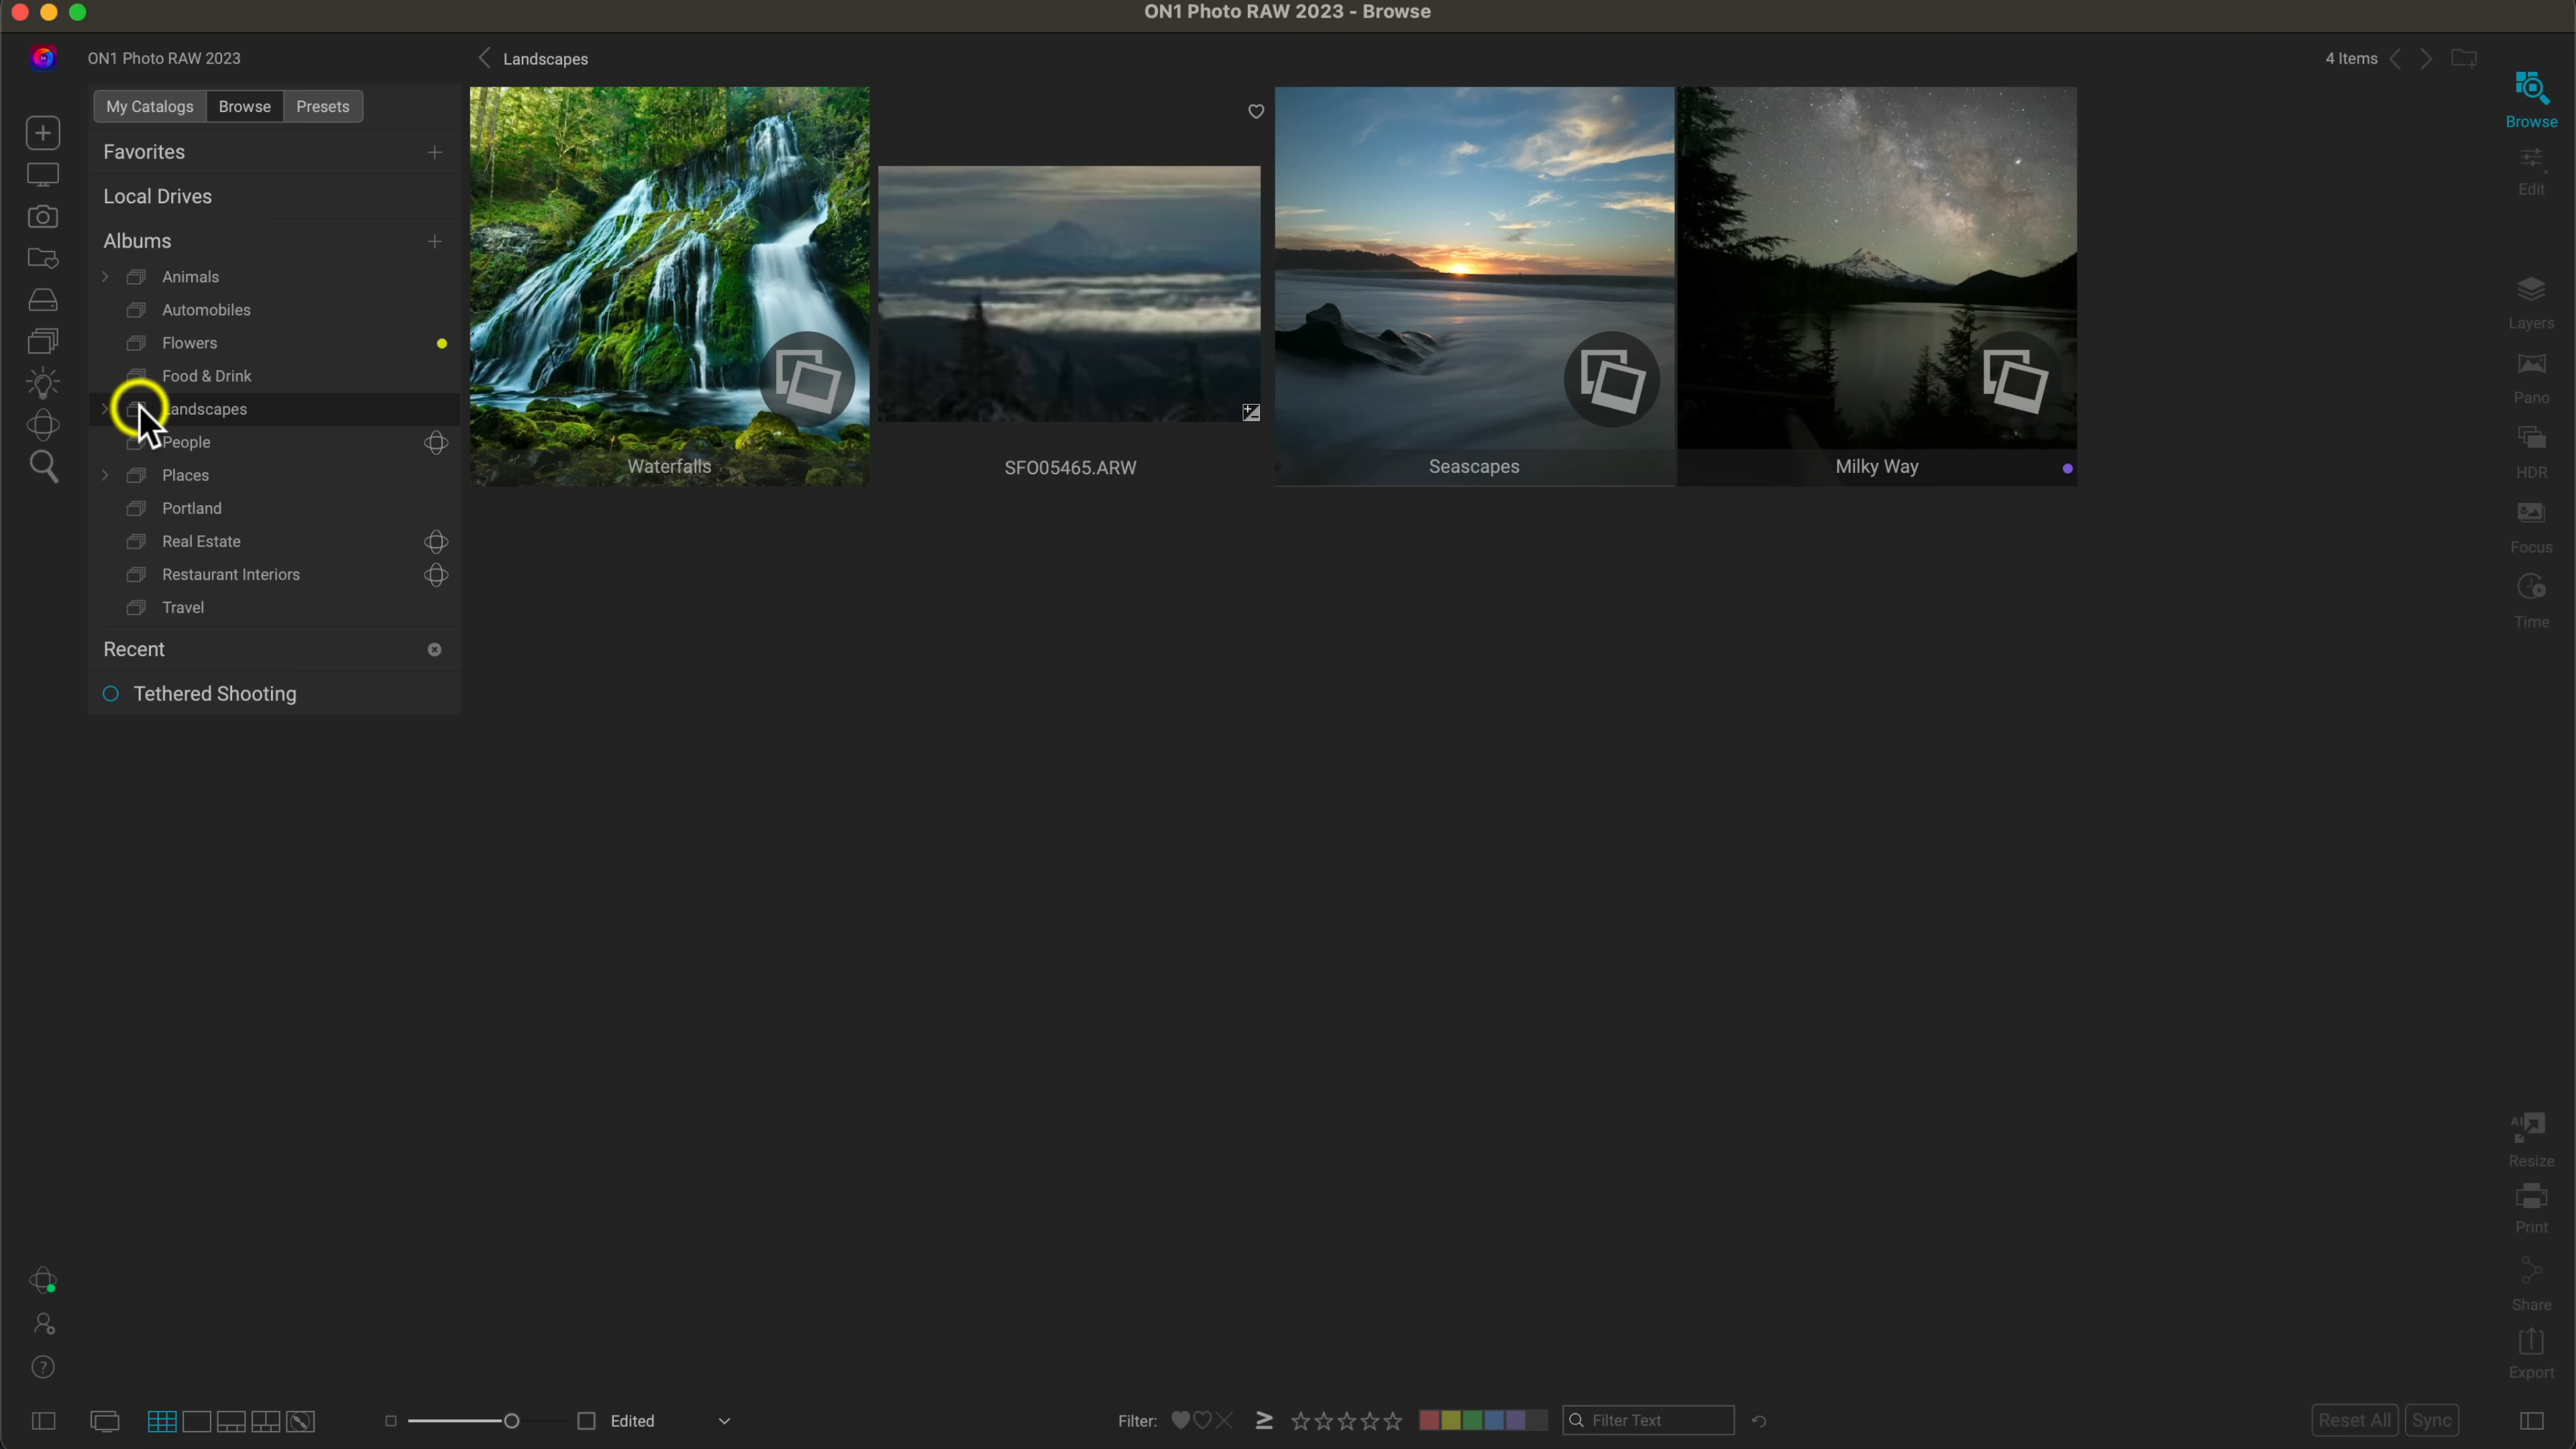 ON1 Photo RAW 2023 - Browse
ON1 Photo RAW 2023
Landscapes
4 Items
My Catalogs Browse Presets
Favorites
Local Drives
Albums
Animals
Automobiles
Flowers
Food & Drink
andscapes
People
Places
Portland
Real Estate
Restaurant Interiors
Travel
Recent
Tethered Shooting
Waterfalls
SFO05465.ARW
Seascapes
Milky Way
Browse
Edit
Layers
Pano
HDR
Focus
Time
AI
Resize
Print
Share
Export
Edited
Filter:
Filter Text
Reset All
Sync